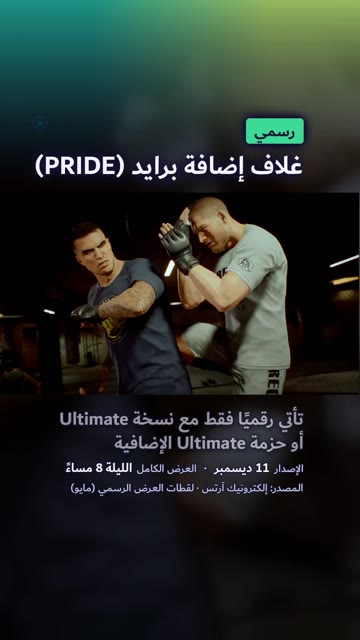 رسمي
غلاف إضافة برايد (PRIDE)
تأتي رقميًا فقط مع نسخة Ultimate
أو حزمة Ultimate الإضافية
الإصدار 11 ديسمبر · العرض الكامل الليلة 8 مساءً
المصدر: إلكترونيك آرتس · لقطات العرض الرسمي (مايو)